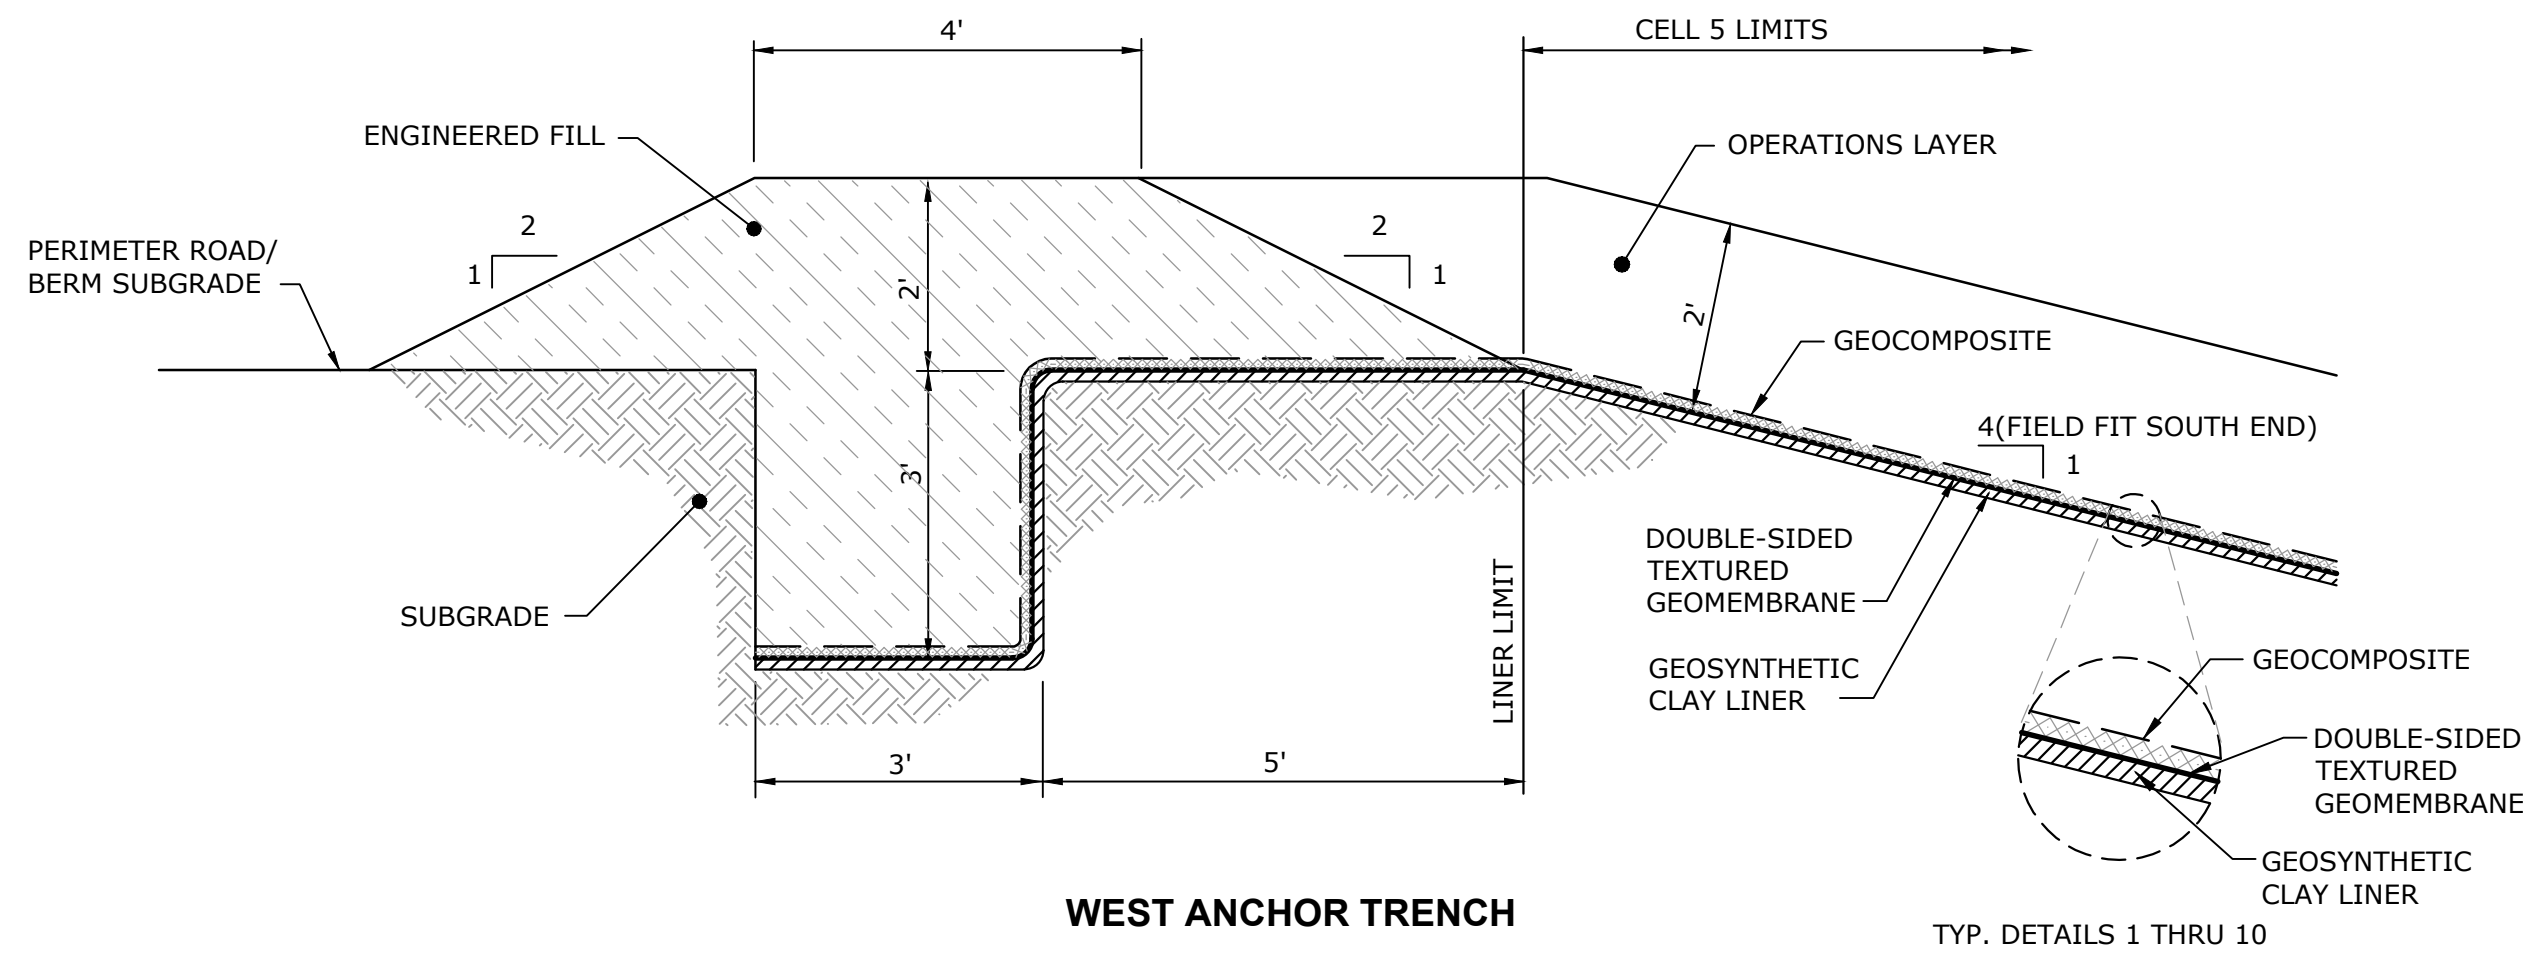 4'
CELL 5 LIMITS
ENGINEERED FILL
OPERATIONS LAYER
2
1
2
1
PERIMETER ROAD/
BERM SUBGRADE
2'
2'
GEOCOMPOSITE
4(FIELD FIT SOUTH END)
1
3'
SUBGRADE
DOUBLE-SIDED
TEXTURED
GEOMEMBRANE
LINER LIMIT
GEOSYNTHETIC
CLAY LINER
GEOCOMPOSITE
DOUBLE-SIDED
TEXTURED
GEOMEMBRANE
3'
5'
GEOSYNTHETIC
CLAY LINER
WEST ANCHOR TRENCH
TYP. DETAILS 1 THRU 10